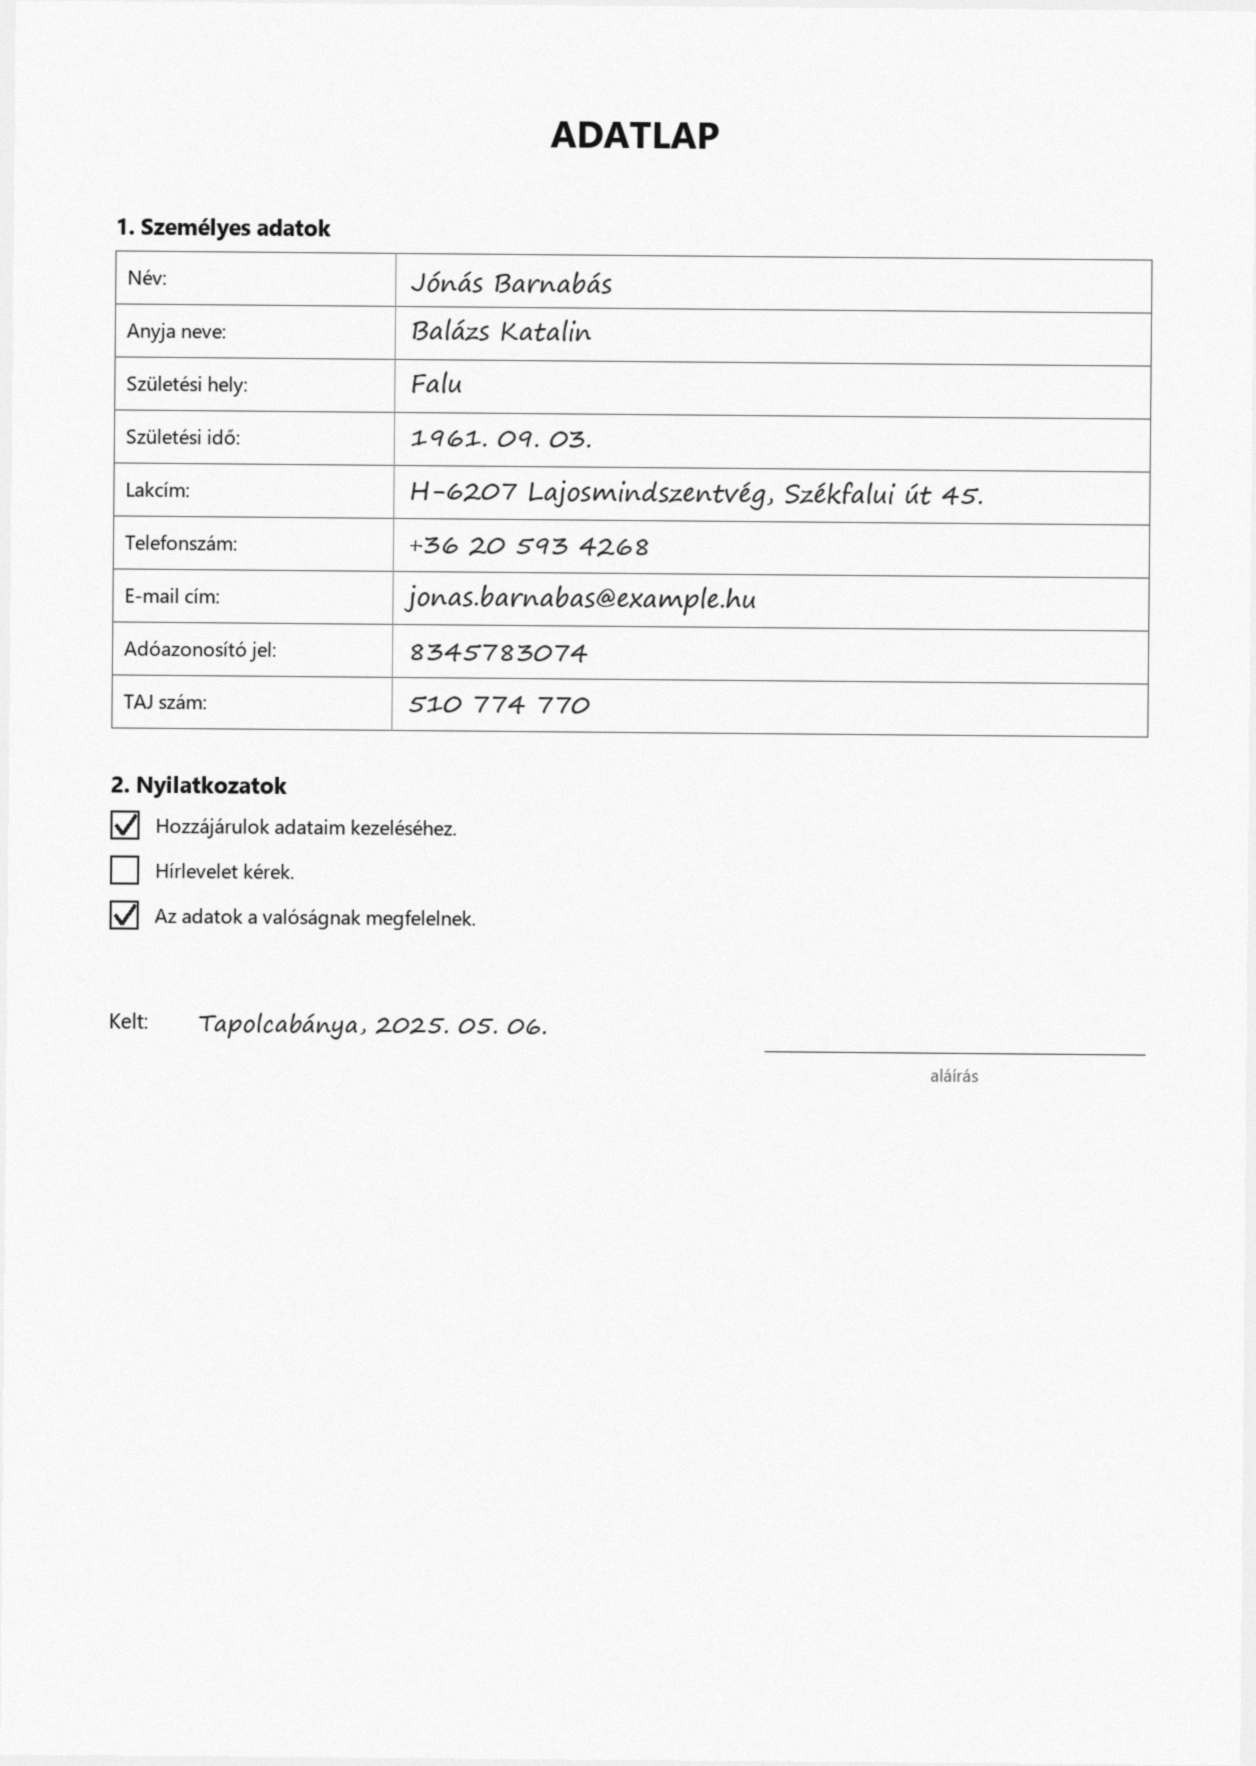 ADATLAP
1. Személyes adatok
Név: Jónás Barnabás
Anyja neve: Balázs Katalin
Születési hely: Falu
Születési idő: 1961. 09. 03.
Lakcím: H-6207 Lajosmindszentvég, Székfalui út 45.
Telefonszám: +36 20 593 4268
E-mail cím: jonas.barnabas@example.hu
Adóazonosító jel: 8345783074
TAJ szám: 510 774 770
2. Nyilatkozatok
Hozzájárulok adataim kezeléséhez.
Hírlevelet kérek.
Az adatok a valóságnak megfelelnek.
Kelt: Tapolcabánya, 2025. 05. 06.
aláírás